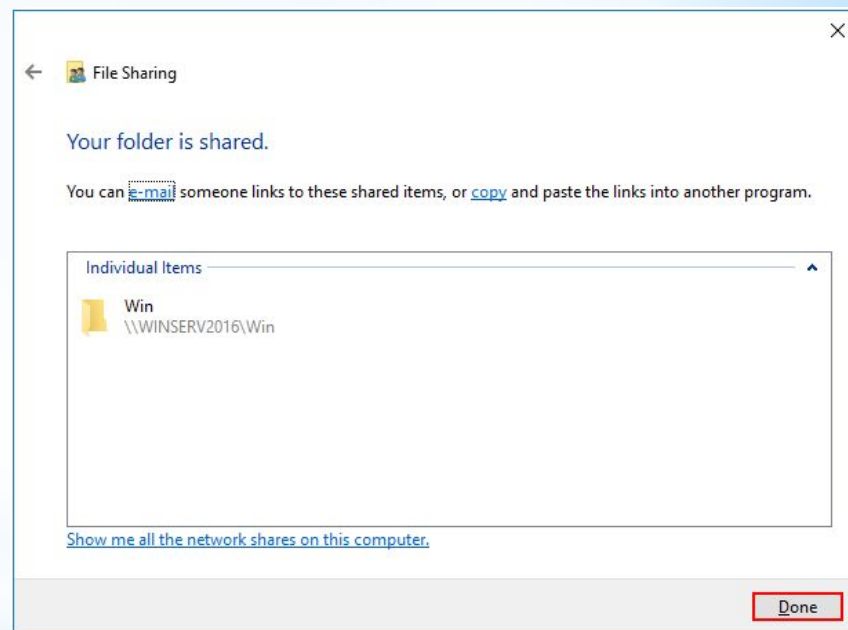 File Sharing
Your folder is shared.
You can e-mail someone links to these shared items, or copy and paste the links into another program.
Individual Items
Win
\\WINSERV2016\Win
Show me all the network shares on this computer.
Done